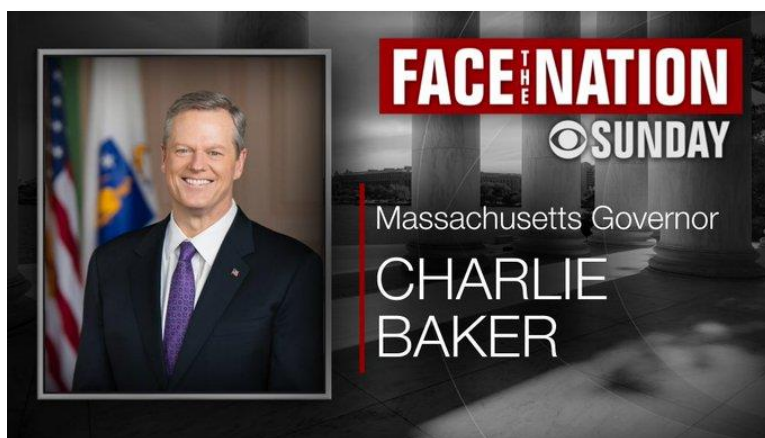 FACE THE NATION
SUNDAY
Massachusetts Governor
CHARLIE
BAKER